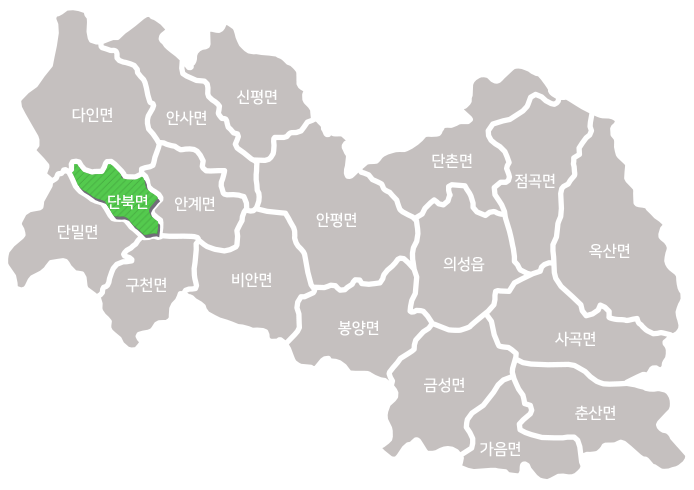 신평면
다인면
안사면
단촌면
점곡면
단북면
안계면
안평면
단밀면
옥산면
의성읍
비안면
구천면
봉양면
사곡면
금성면
춘산면
가음면